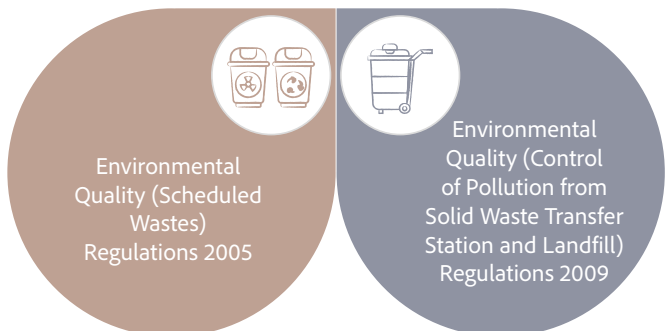 Environmental
Quality (Scheduled
Wastes)
Regulations 2005
Environmental
Quality (Control
of Pollution from
Solid Waste Transfer
Station and Landfill)
Regulations 2009